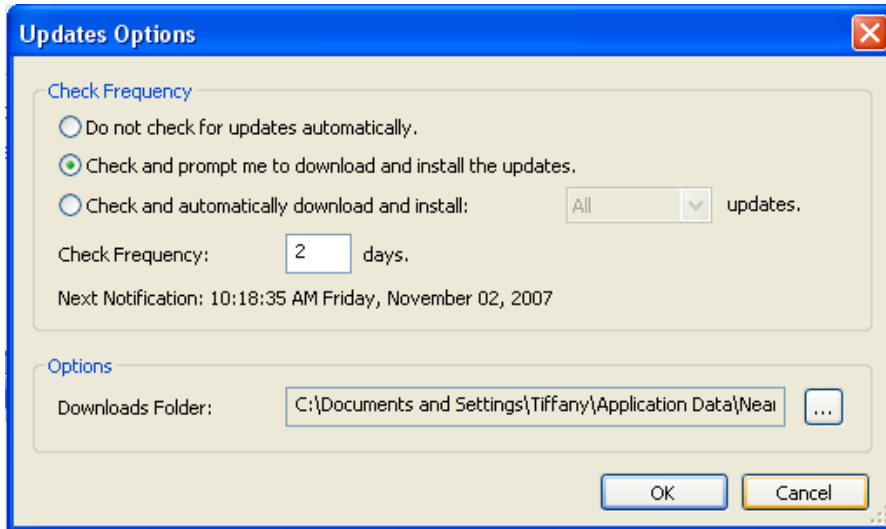 Updates Options
Check Frequency
Do not check for updates automatically.
Check and prompt me to download and install the updates.
Check and automatically download and install: All updates.
Check Frequency: 2 days.
Next Notification: 10:18:35 AM Friday, November 02, 2007
Options
Downloads Folder: C:\Documents and Settings\Tiffany\Application Data\Near ...
OK Cancel